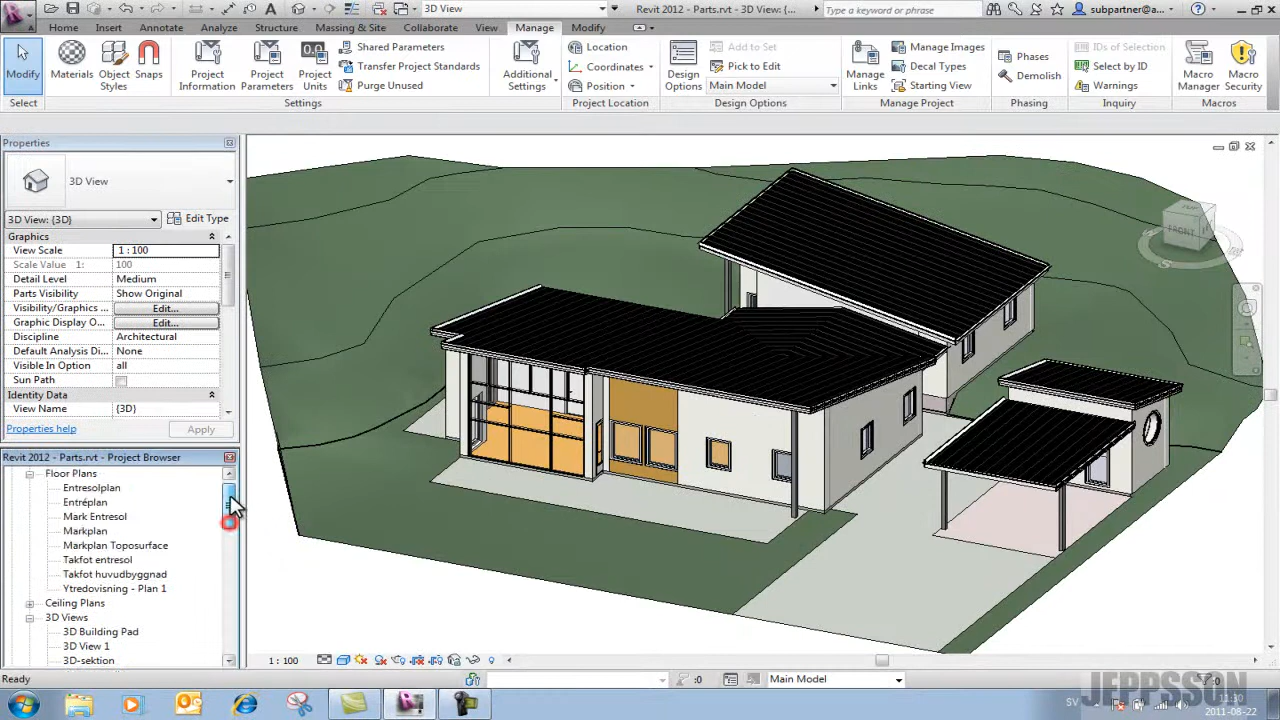 3D View
Revit 2012 - Parts.rvt - 3D View: {...
Type a keyword or phrase
subpartner@a...
Home Insert Annotate Analyze Structure Massing & Site Collaborate View Manage Modify
Modify
Materials
Object Styles
Snaps
Project Information
Project Parameters
Project Units
Shared Parameters
Transfer Project Standards
Purge Unused
Additional Settings
Location
Coordinates
Position
Design Options
Add to Set
Pick to Edit
Main Model
Manage Links
Manage Images
Decal Types
Starting View
Phases
Demolish
IDs of Selection
Select by ID
Warnings
Macro Manager
Macro Security
Select Settings Project Location Design Options Manage Project Phasing Inquiry Macros
Properties
3D View
3D View: {3D} Edit Type
Graphics
View Scale 1 : 100
Scale Value 1: 100
Detail Level Medium
Parts Visibility Show Original
Visibility/Graphics ... Edit...
Graphic Display O... Edit...
Discipline Architectural
Default Analysis Di... None
Visible In Option all
Sun Path
Identity Data
View Name {3D}
Properties help Apply
Revit 2012 - Parts.rvt - Project Browser
Floor Plans
Entresolplan
Entréplan
Mark Entresol
Markplan
Markplan Toposurface
Takfot entresol
Takfot huvudbyggnad
Ytredovisning - Plan 1
Ceiling Plans
3D Views
3D Building Pad
3D View 1
3D-sektion
FRONT
1 : 100
Ready
:0
Main Model
:0
JEPPSSON
SV
11:30
2011-08-22